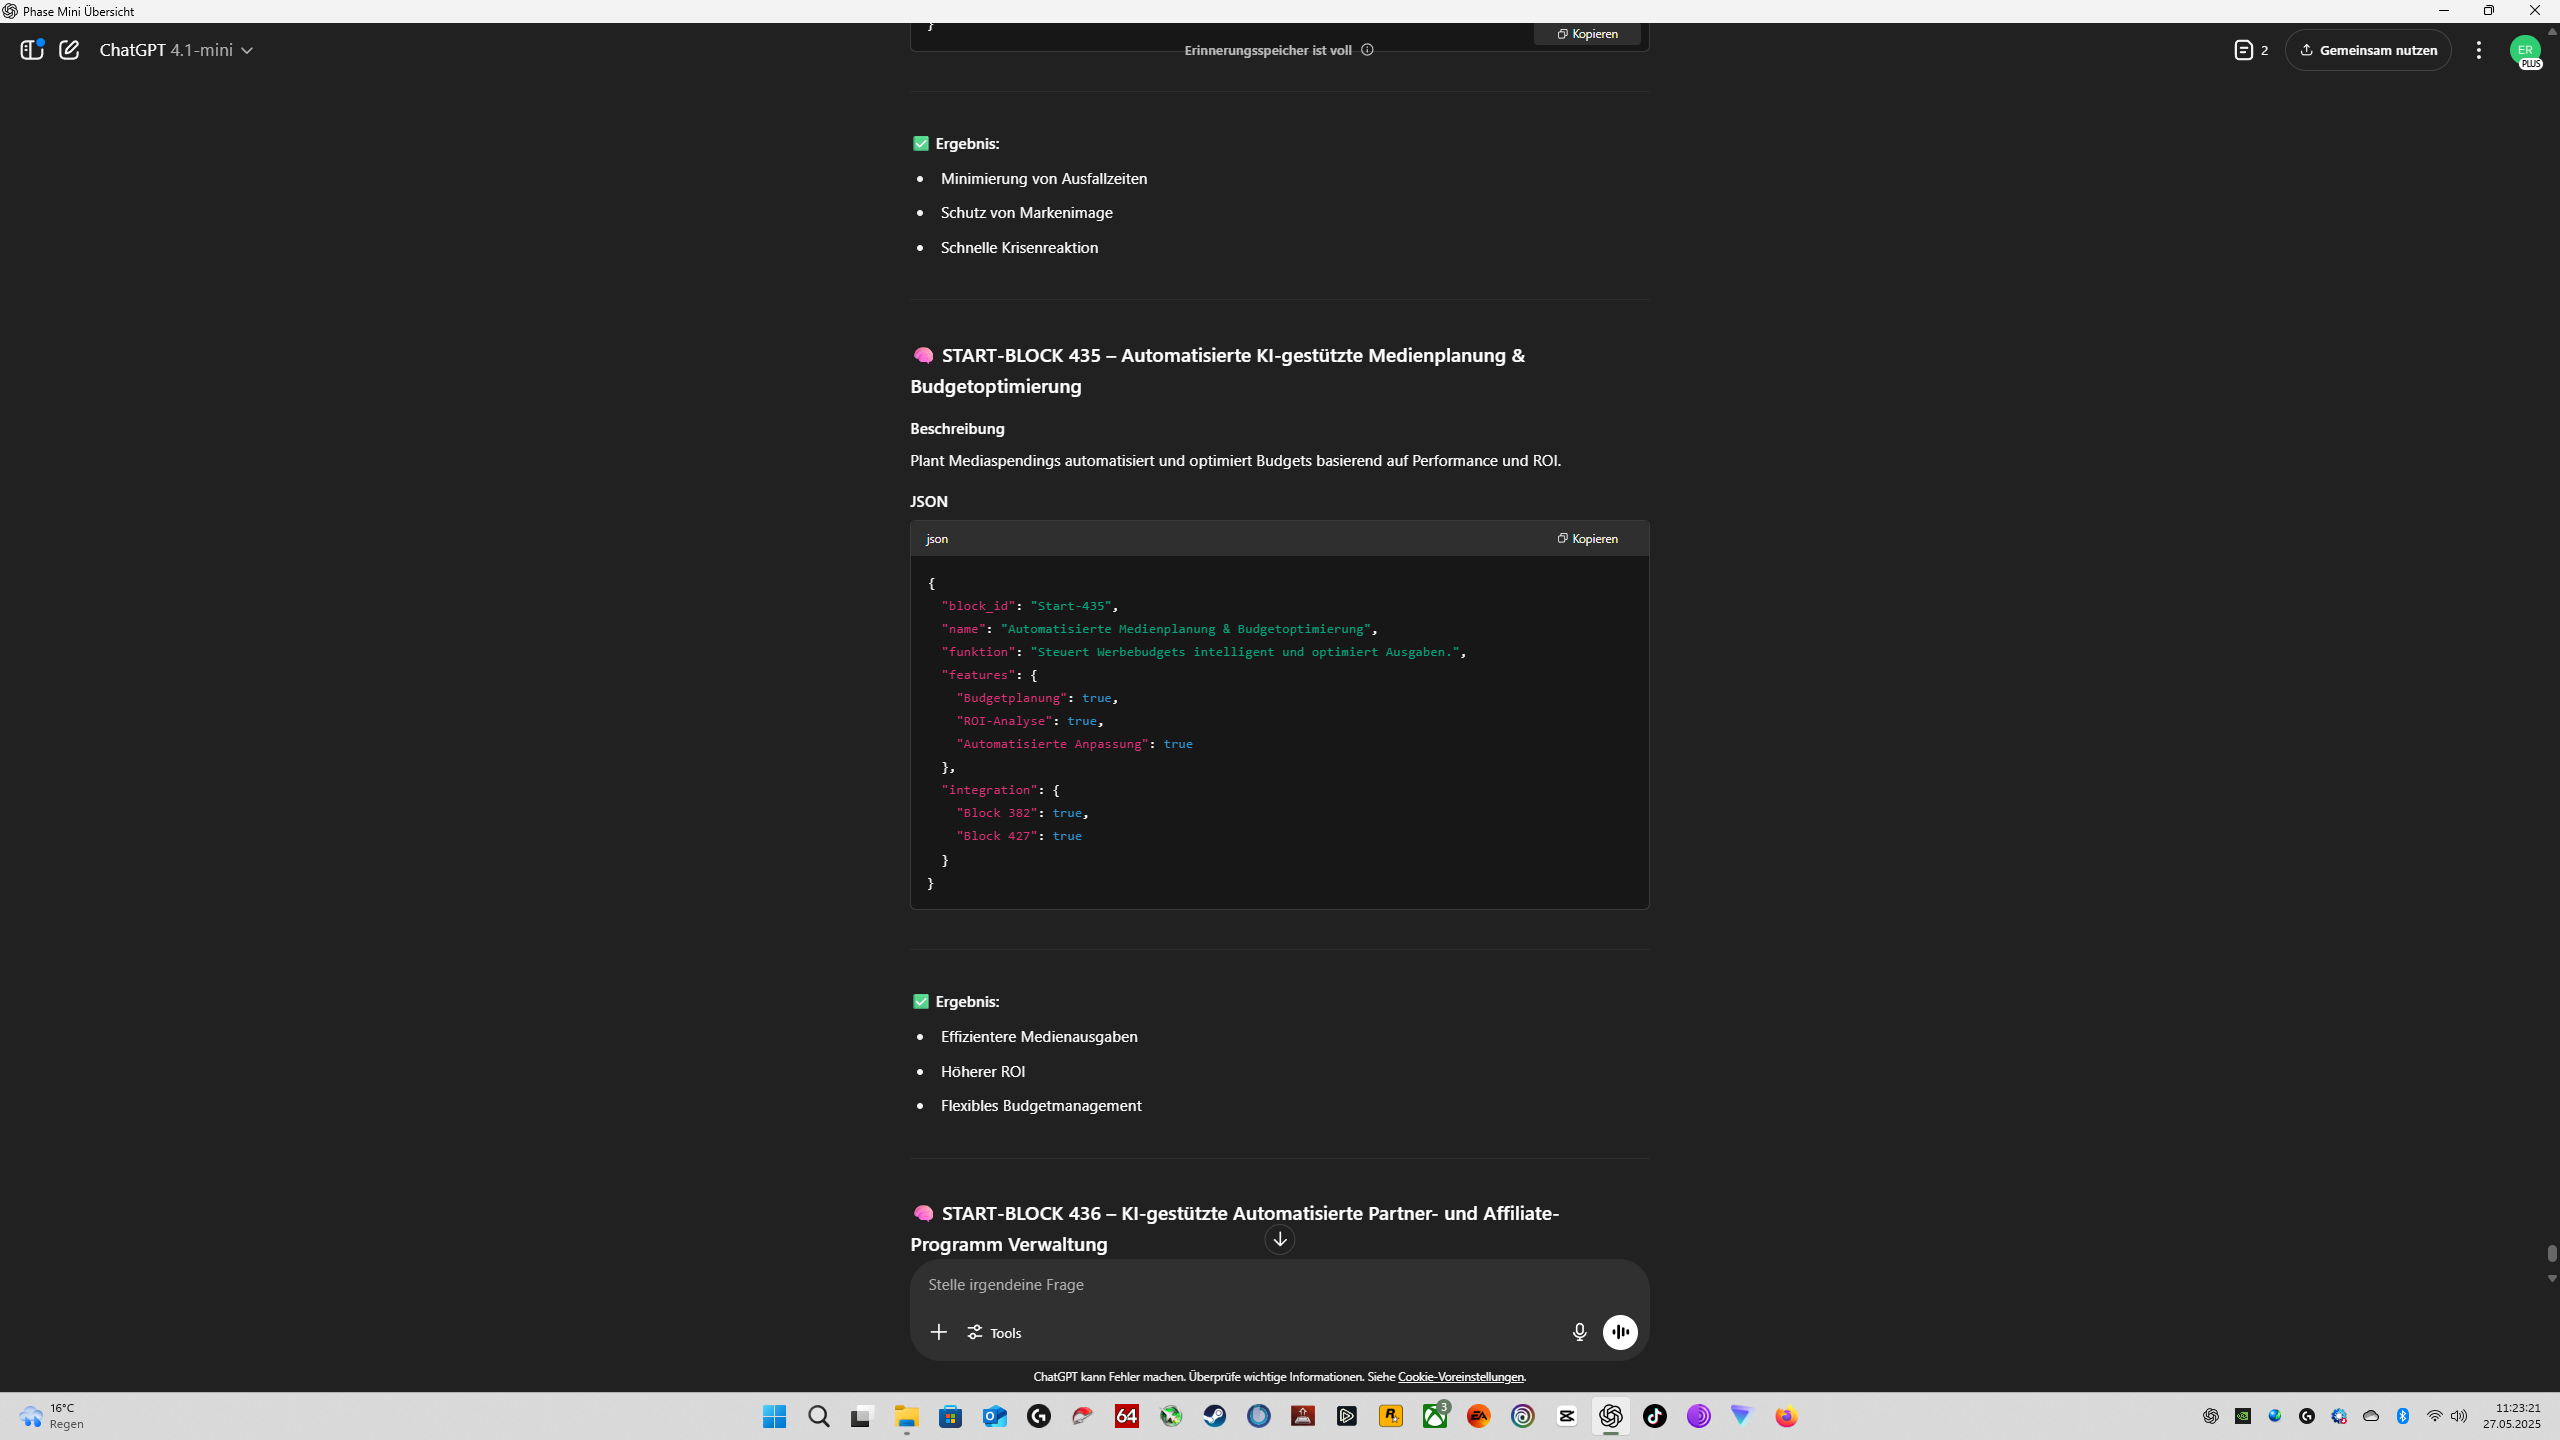 Phase Mini Übersicht
ChatGPT 4.1-mini
}
Kopieren
Erinnerungsspeicher ist voll
2
Gemeinsam nutzen
ER
PLUS
Ergebnis:
Minimierung von Ausfallzeiten
Schutz von Markenimage
Schnelle Krisenreaktion
START-BLOCK 435 – Automatisierte KI-gestützte Medienplanung &
Budgetoptimierung
Beschreibung
Plant Mediaspendings automatisiert und optimiert Budgets basierend auf Performance und ROI.
JSON
json
Kopieren
{
"block_id": "Start-435",
"name": "Automatisierte Medienplanung & Budgetoptimierung",
"funktion": "Steuert Werbebudgets intelligent und optimiert Ausgaben.",
"features": {
"Budgetplanung": true,
"ROI-Analyse": true,
"Automatisierte Anpassung": true
},
"integration": {
"Block 382": true,
"Block 427": true
}
}
Ergebnis:
Effizientere Medienausgaben
Höherer ROI
Flexibles Budgetmanagement
START-BLOCK 436 – KI-gestützte Automatisierte Partner- und Affiliate-
Programm Verwaltung
Stelle irgendeine Frage
Tools
ChatGPT kann Fehler machen. Überprüfe wichtige Informationen. Siehe Cookie-Voreinstellungen.
16°C
Regen
64
3
EA
11:23:21
27.05.2025